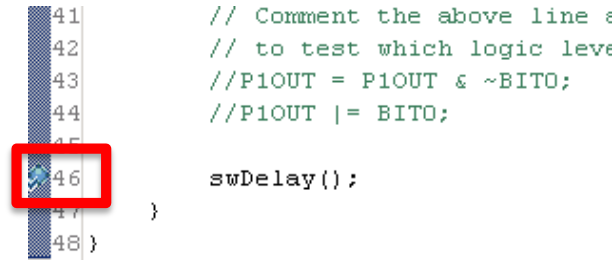 41 // Comment the above line a
42 // to test which logic leve
43 //P1OUT = P1OUT & ~BIT0;
44 //P1OUT |= BIT0;
45
46 swDelay();
47 }
48 }